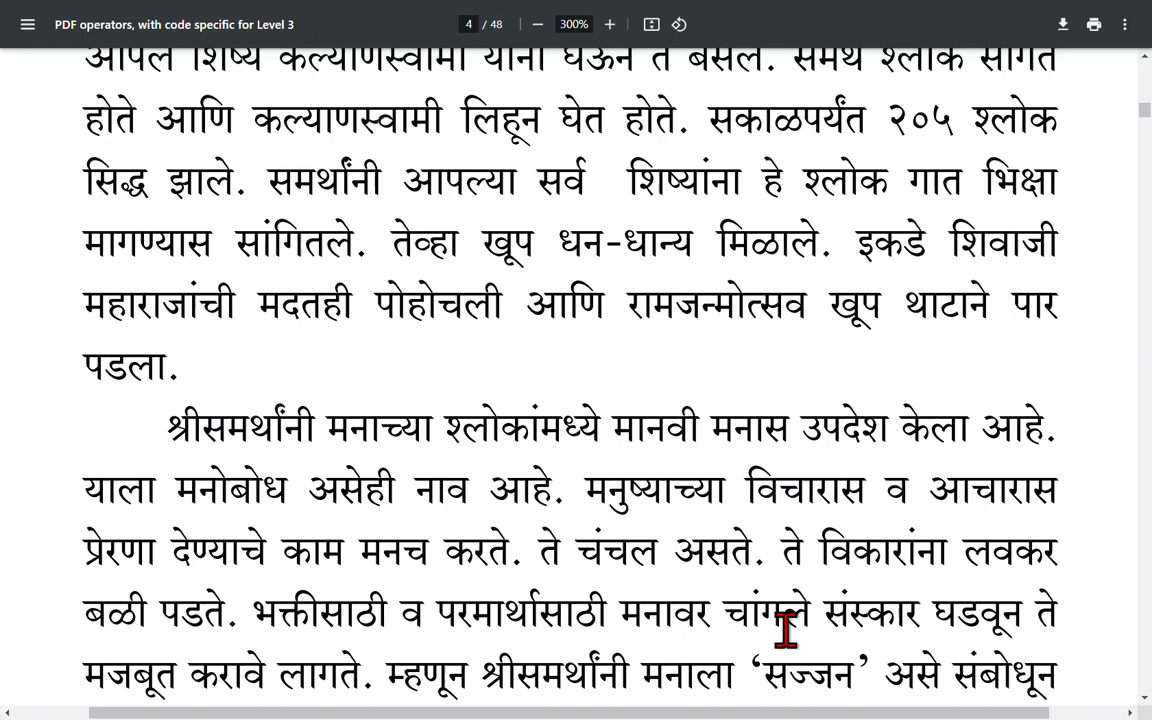 PDF operators, with code specific for Level 3
4 / 48
300%
आपले शिष्य कल्याणस्वामी यांना घेऊन ते बसले. समर्थ श्लोक सांगत
होते आणि कल्याणस्वामी लिहून घेत होते. सकाळपर्यंत २०५ श्लोक
सिद्ध झाले. समर्थांनी आपल्या सर्व शिष्यांना हे श्लोक गात भिक्षा
मागण्यास सांगितले. तेव्हा खूप धन-धान्य मिळाले. इकडे शिवाजी
महाराजांची मदतही पोहोचली आणि रामजन्मोत्सव खूप थाटाने पार
पडला.
श्रीसमर्थांनी मनाच्या श्लोकांमध्ये मानवी मनास उपदेश केला आहे.
याला मनोबोध असेही नाव आहे. मनुष्याच्या विचारास व आचारास
प्रेरणा देण्याचे काम मनच करते. ते चंचल असते. ते विकारांना लवकर
बळी पडते. भक्तीसाठी व परमार्थासाठी मनावर चांगले संस्कार घडवून ते
मजबूत करावे लागते. म्हणून श्रीसमर्थांनी मनाला ‘सज्जन’ असे संबोधून